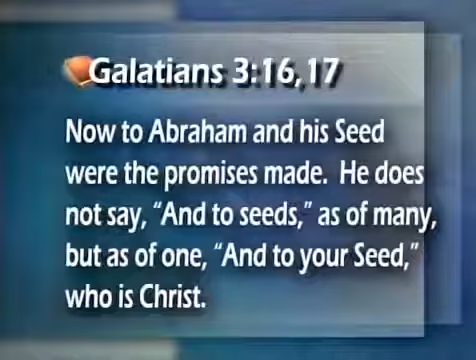 Galatians 3:16,17
Now to Abraham and his Seed
were the promises made.  He does
not say, “And to seeds,” as of many,
but as of one, “And to your Seed,”
who is Christ.